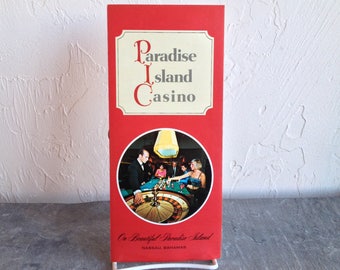 Paradise
Island
Casino
On Beautiful Paradise Island
NASSAU BAHAMAS